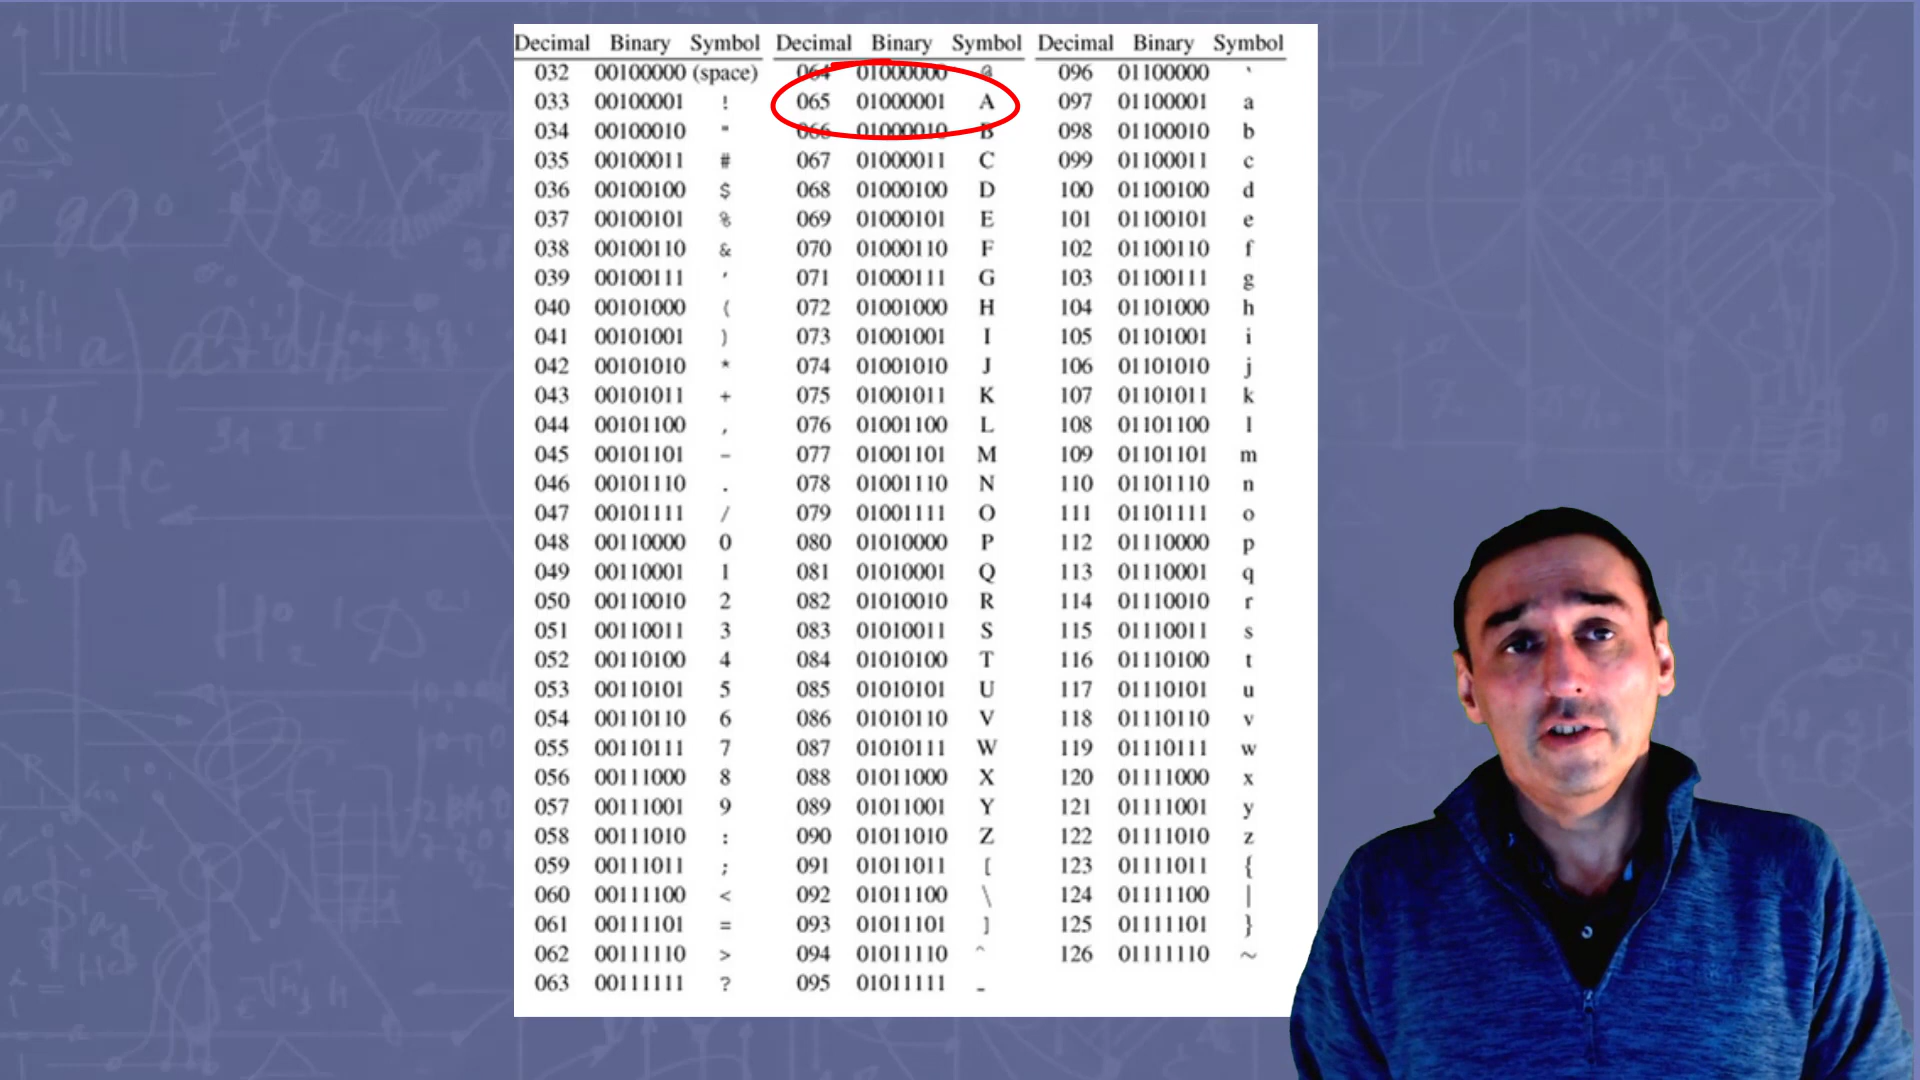 Decimal Binary Symbol Decimal Binary Symbol Decimal Binary Symbol
032 00100000 (space) 064 01000000 @ 096 01100000 `
033 00100001 ! 065 01000001 A 097 01100001 a
034 00100010 " 066 01000010 B 098 01100010 b
035 00100011 # 067 01000011 C 099 01100011 c
036 00100100 $ 068 01000100 D 100 01100100 d
037 00100101 % 069 01000101 E 101 01100101 e
038 00100110 & 070 01000110 F 102 01100110 f
039 00100111 ' 071 01000111 G 103 01100111 g
040 00101000 ( 072 01001000 H 104 01101000 h
041 00101001 ) 073 01001001 I 105 01101001 i
042 00101010 * 074 01001010 J 106 01101010 j
043 00101011 + 075 01001011 K 107 01101011 k
044 00101100 , 076 01001100 L 108 01101100 l
045 00101101 – 077 01001101 M 109 01101101 m
046 00101110 . 078 01001110 N 110 01101110 n
047 00101111 / 079 01001111 O 111 01101111 o
048 00110000 0 080 01010000 P 112 01110000 p
049 00110001 1 081 01010001 Q 113 01110001 q
050 00110010 2 082 01010010 R 114 01110010 r
051 00110011 3 083 01010011 S 115 01110011 s
052 00110100 4 084 01010100 T 116 01110100 t
053 00110101 5 085 01010101 U 117 01110101 u
054 00110110 6 086 01010110 V 118 01110110 v
055 00110111 7 087 01010111 W 119 01110111 w
056 00111000 8 088 01011000 X 120 01111000 x
057 00111001 9 089 01011001 Y 121 01111001 y
058 00111010 : 090 01011010 Z 122 01111010 z
059 00111011 ; 091 01011011 [ 123 01111011 {
060 00111100 < 092 01011100 \ 124 01111100 |
061 00111101 = 093 01011101 ] 125 01111101 }
062 00111110 > 094 01011110 ^ 126 01111110 ~
063 00111111 ? 095 01011111 _